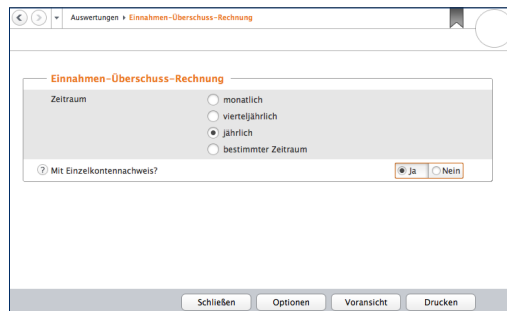 Auswertungen › Einnahmen-Überschuss-Rechnung
Einnahmen-Überschuss-Rechnung
Zeitraum
monatlich
vierteljährlich
jährlich
bestimmter Zeitraum
? Mit Einzelkontennachweis? Ja Nein
Schließen Optionen Voransicht Drucken